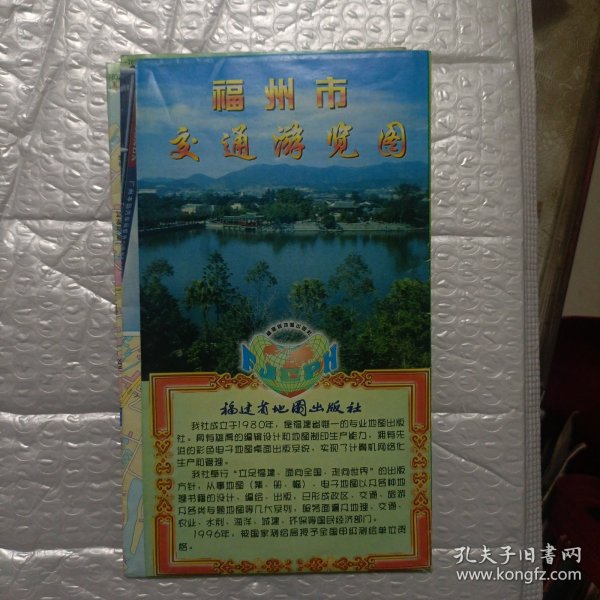 福州市
交通游览图
福建省地图出版社
FJCPH
福建省地图出版社
我社成立于1980年，是福建省唯一的专业地图出版
社。具有雄厚的编辑设计和地图制印生产能力，拥有先
进的彩色电子地图桌面出版系统，实现了计算机网络化
生产和管理。
我社奉行“立足福建、面向全国、走向世界”的出版
方针，从事地图（集、册、幅）、电子地图以及各种地
理书籍的设计、编绘、出版，已形成政区、交通、旅游
及各类专题地图等几大系列，服务面遍及地理、交通、
农业、水利、海洋、城建、环保等国民经济部门。
1996年，被国家测绘局授予全国甲级测绘单位资
格。
孔夫子旧书网
www.kongfz.com